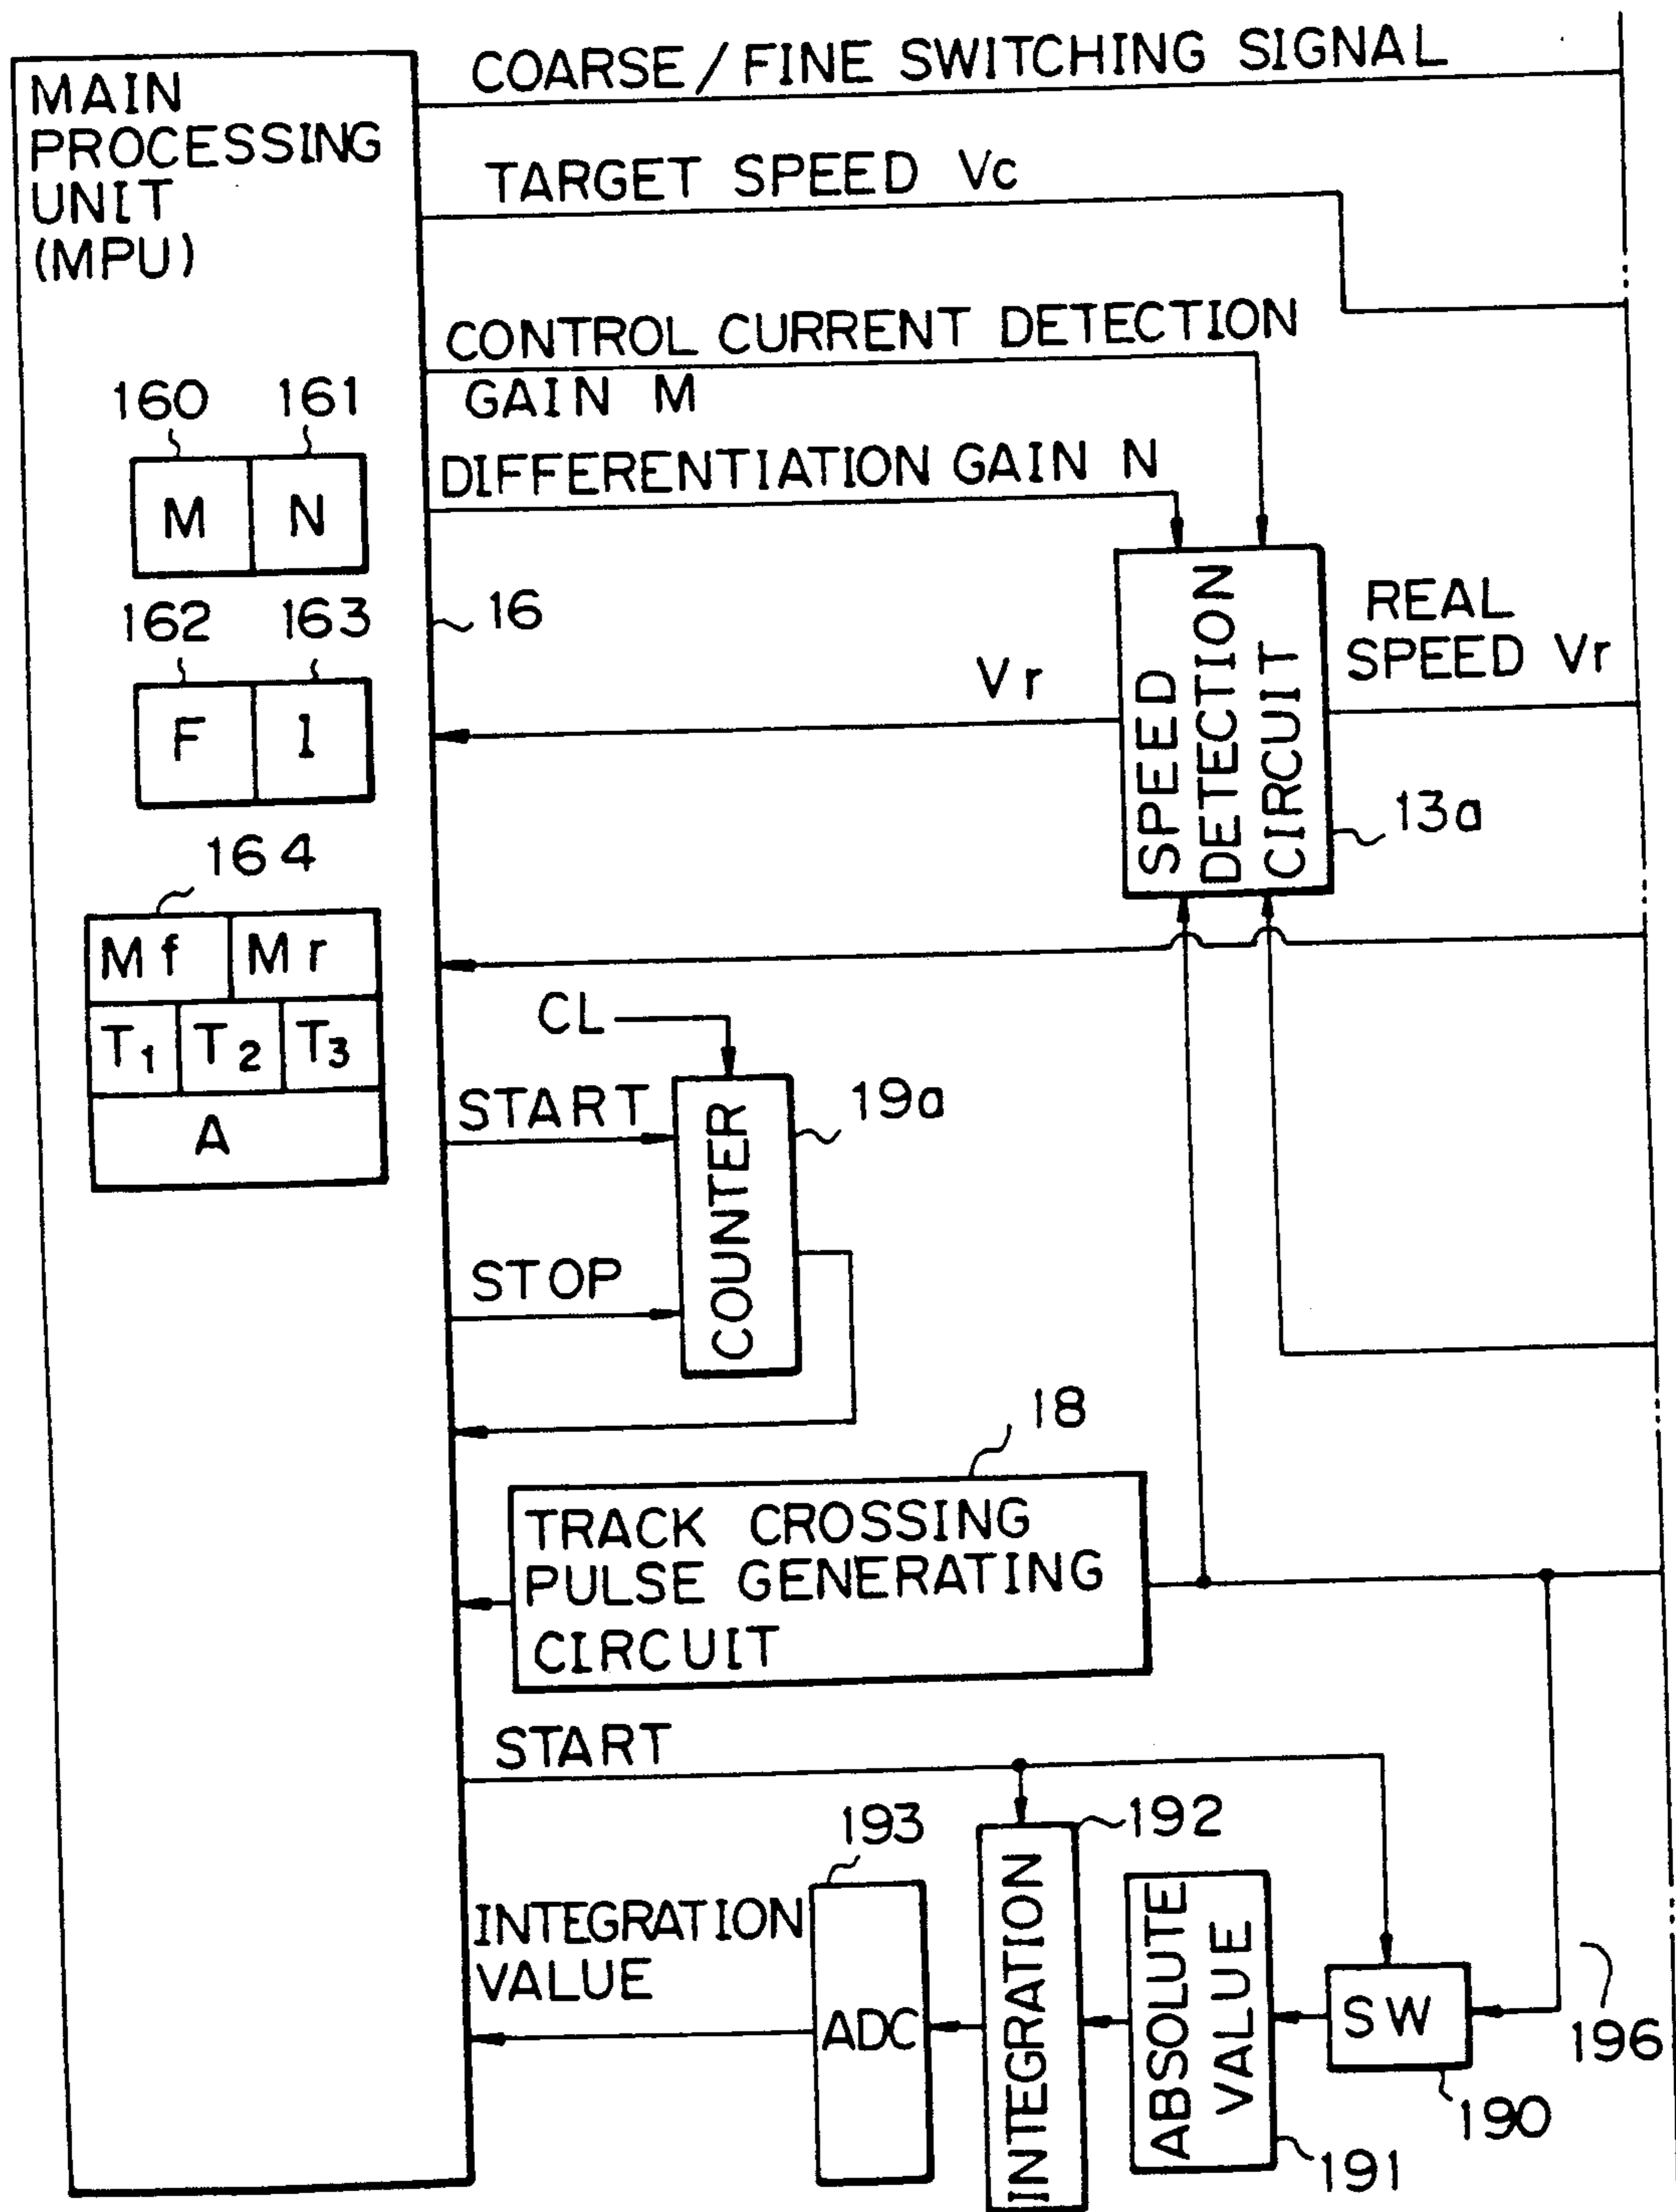 COARSE/FINE SWITCHING SIGNAL
MAIN
PROCESSING
UNIT
(MPU)
TARGET SPEED Vc
CONTROL CURRENT DETECTION
GAIN M
DIFFERENTIATION GAIN N
160 161
M N
162 163
F I
164
Mf Mr
T1 T2 T3
A
16
Vr
SPEED
DETECTION
CIRCUIT
REAL
SPEED Vr
13a
CL
START
STOP
COUNTER
19a
18
TRACK CROSSING
PULSE GENERATING
CIRCUIT
START
193
192
INTEGRATION
VALUE
ADC
INTEGRATION
ABSOLUTE
VALUE
SW
196
190
191